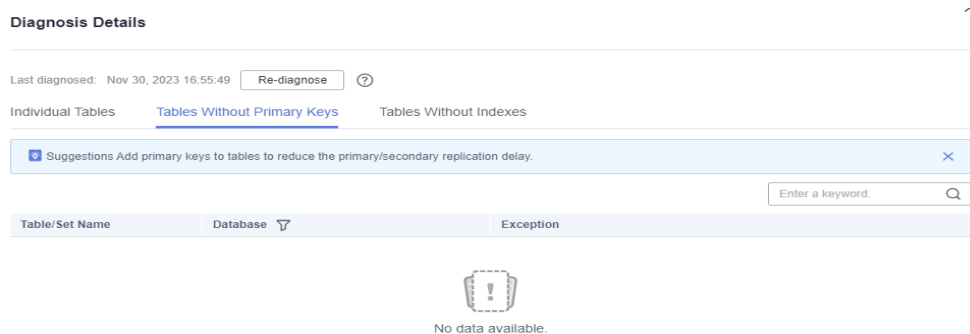 Diagnosis Details
Last diagnosed: Nov 30, 2023 16:55:49 Re-diagnose
Individual Tables Tables Without Primary Keys Tables Without Indexes
Suggestions Add primary keys to tables to reduce the primary/secondary replication delay.
Enter a keyword.
Table/Set Name Database Exception
No data available.